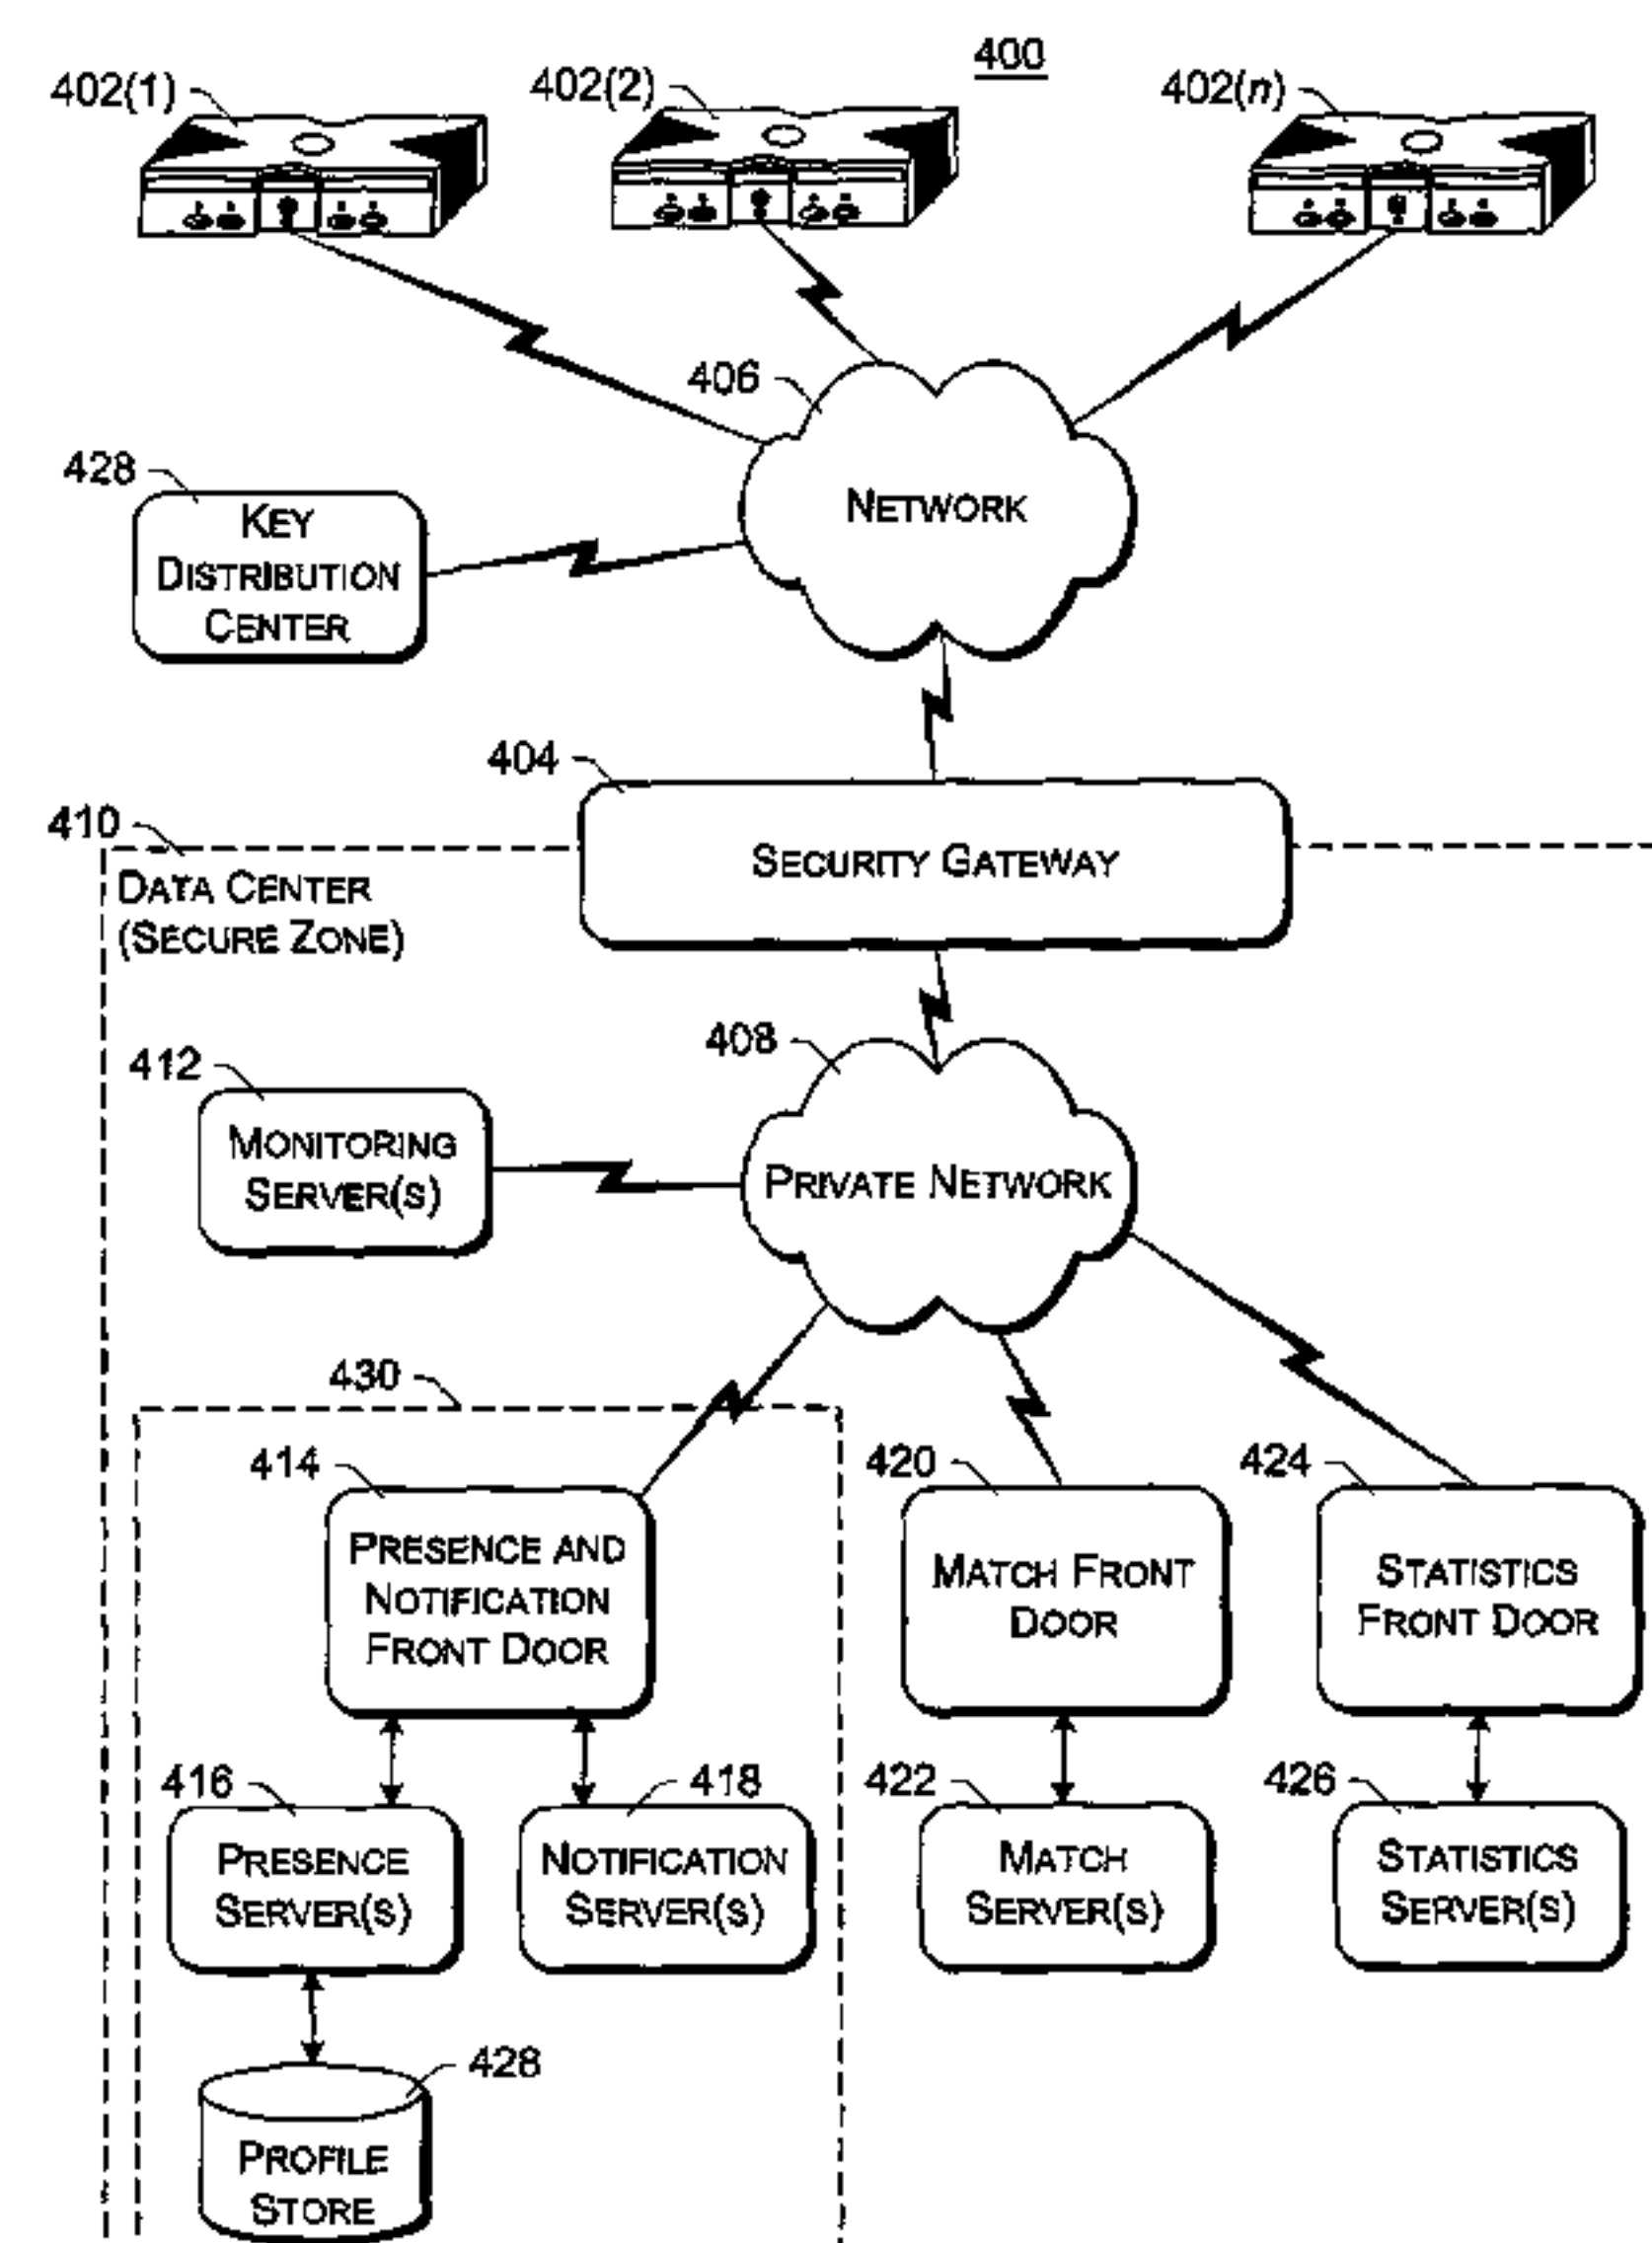 400
402(1)
402(2)
402(n)
406
NETWORK
428
KEY
DISTRIBUTION
CENTER
404
SECURITY GATEWAY
410
DATA CENTER
(SECURE ZONE)
408
PRIVATE NETWORK
412
MONITORING
SERVER(S)
430
414
PRESENCE AND
NOTIFICATION
FRONT DOOR
420
MATCH FRONT
DOOR
424
STATISTICS
FRONT DOOR
416
PRESENCE
SERVER(S)
418
NOTIFICATION
SERVER(S)
422
MATCH
SERVER(S)
426
STATISTICS
SERVER(S)
428
PROFILE
STORE